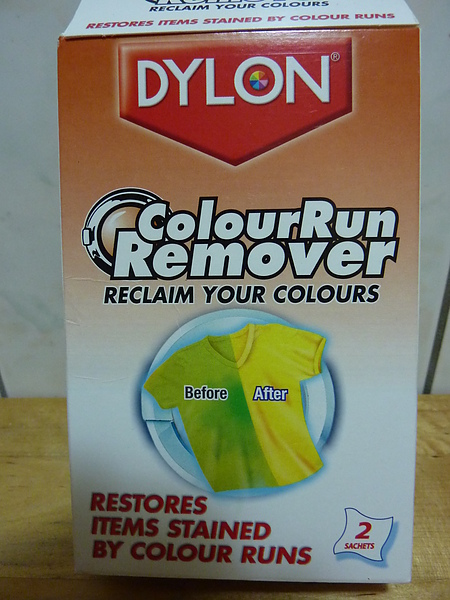 RECLAIM YOUR COLOURS
RESTORES ITEMS STAINED BY COLOUR RUNS
DYLON®
ColourRun
Remover
RECLAIM YOUR COLOURS
Before After
RESTORES
ITEMS STAINED
BY COLOUR RUNS
2
SACHETS